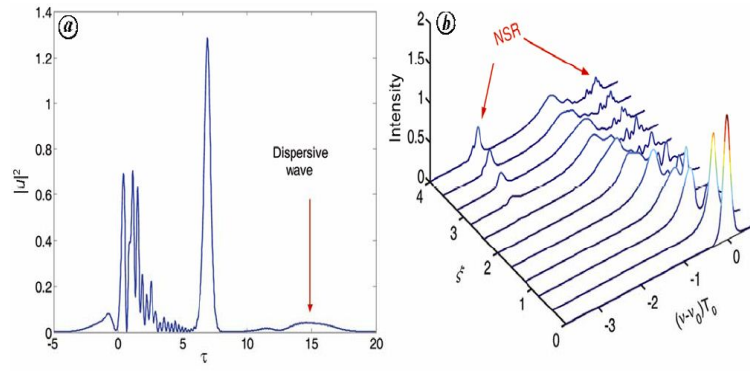 a
1.4
1.2
1
0.8
0.6
0.4
0.2
0
-5
0
5
10
15
20
|u|²
τ
Dispersive
wave
b
NSR
Intensity
2
1.5
1
0.5
0
4
3
2
1
0
ξ
-3
-2
-1
0
(ν-ν₀)T₀